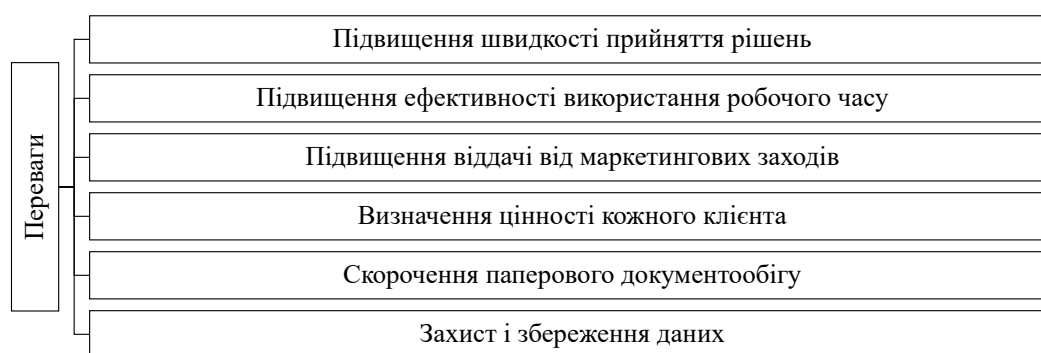 Переваги
Підвищення швидкості прийняття рішень
Підвищення ефективності використання робочого часу
Підвищення віддачі від маркетингових заходів
Визначення цінності кожного клієнта
Скорочення паперового документообігу
Захист і збереження даних